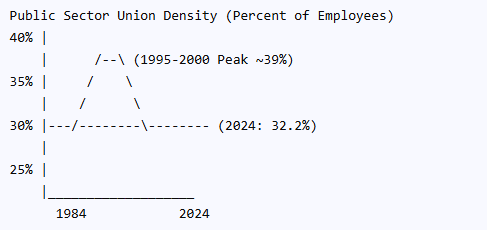 Public Sector Union Density (Percent of Employees)
40% |
    |      /--\ (1995-2000 Peak ~39%)
35% |     /    \
    |    /      \
30% |---/--------\-------- (2024: 32.2%)
    |
25% |
    |___________________
      1984            2024